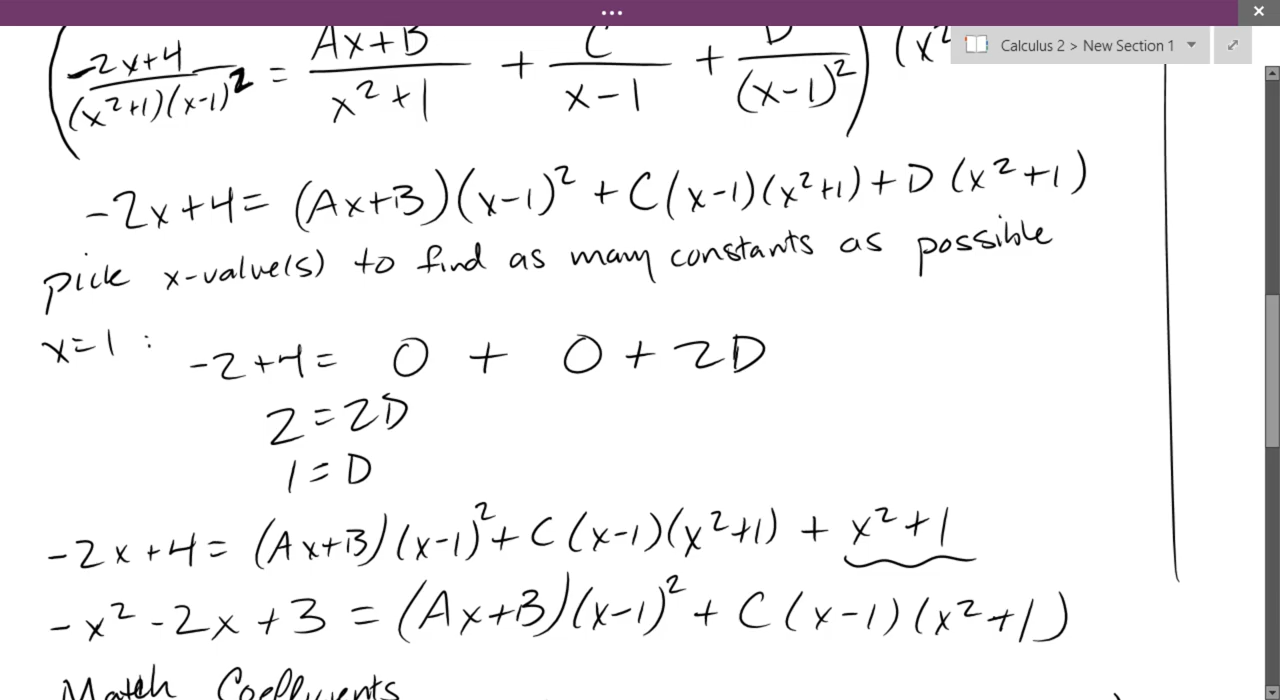 Calculus 2 > New Section 1
(-2x+4/((x²+1)(x-1)²) = Ax+B/(x²+1) + C/(x-1) + D/(x-1)²) (x²
-2x+4 = (Ax+B)(x-1)² + C(x-1)(x²+1) + D(x²+1)
pick x-value(s) to find as many constants as possible
x=1 : -2+4 = 0 + 0 + 2D
2 = 2D
1 = D
-2x+4 = (Ax+B)(x-1)² + C(x-1)(x²+1) + x²+1
-x²-2x+3 = (Ax+B)(x-1)² + C(x-1)(x²+1)
Match Coefficients